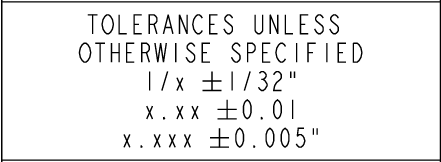 TOLERANCES UNLESS
OTHERWISE SPECIFIED
1/x ±1/32"
x.xx ±0.01
x.xxx ±0.005"